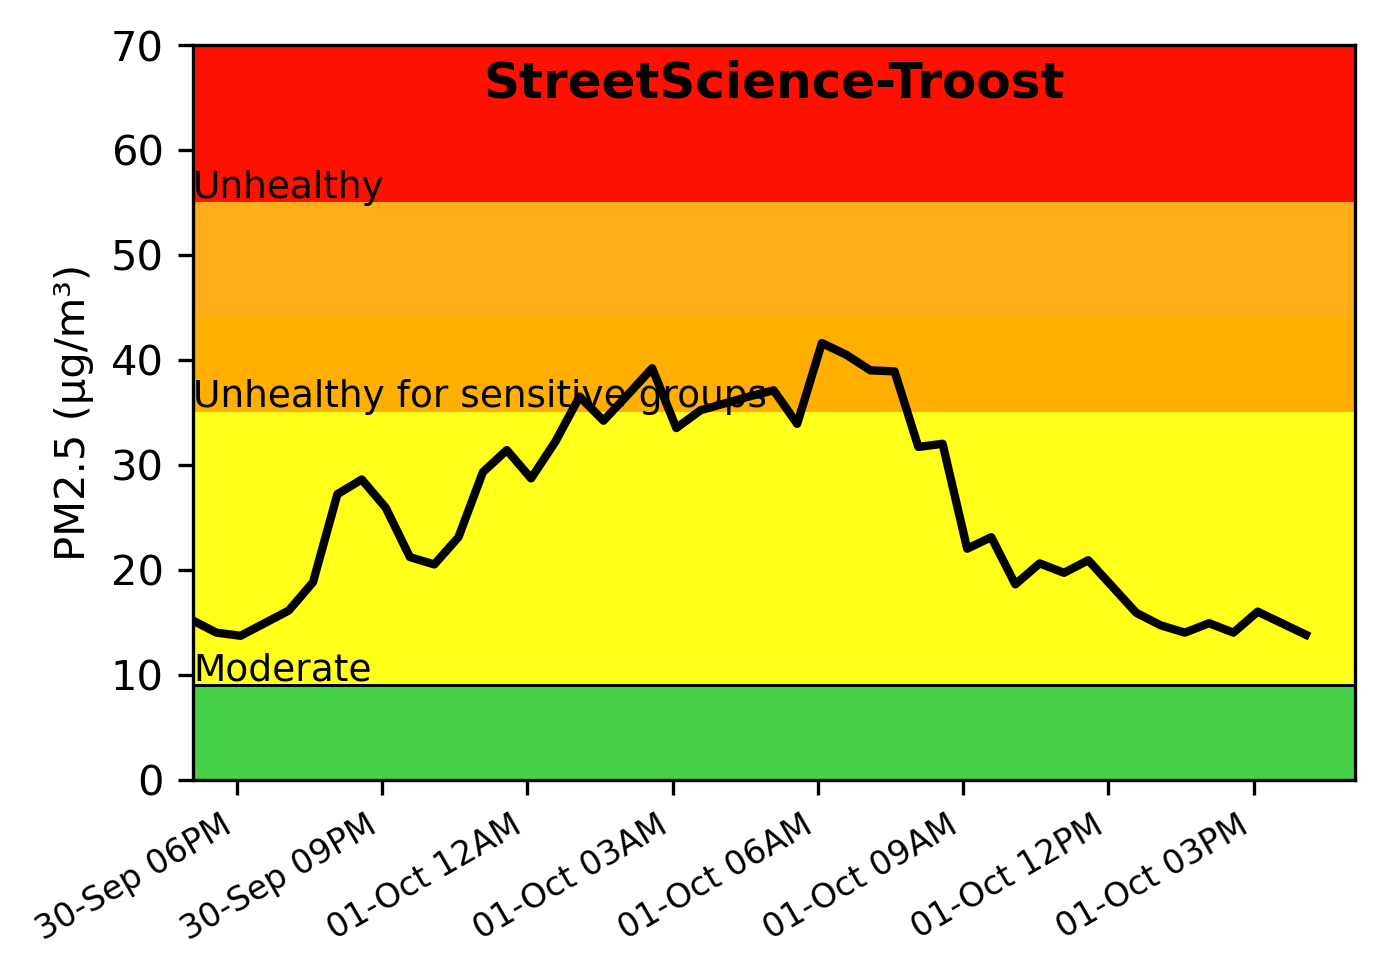 StreetScience-Troost
PM2.5 (µg/m³)
70
60
50
40
30
20
10
0
Unhealthy
Unhealthy for sensitive groups
Moderate
30-Sep 06PM
30-Sep 09PM
01-Oct 12AM
01-Oct 03AM
01-Oct 06AM
01-Oct 09AM
01-Oct 12PM
01-Oct 03PM